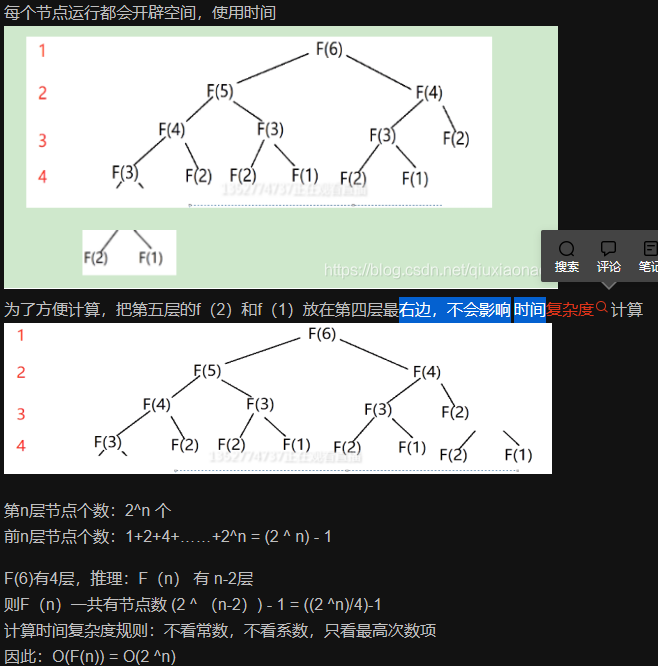 每个节点运行都会开辟空间，使用时间
1 F(6)
2 F(5) F(4)
3 F(4) F(3) F(3) F(2)
4 F(3) F(2) F(2) F(1) F(2) F(1)
F(2) F(1)
https://blog.csdn.net/qiuxiaona
搜索 评论 笔记
为了方便计算，把第五层的f（2）和f（1）放在第四层最右边，不会影响 时间复杂度 计算
1 F(6)
2 F(5) F(4)
3 F(4) F(3) F(3) F(2)
4 F(3) F(2) F(2) F(1) F(2) F(1) F(2) F(1)
第n层节点个数：2^n 个
前n层节点个数：1+2+4+……+2^n = (2 ^ n) - 1
F(6)有4层，推理：F（n） 有 n-2层
则F（n）一共有节点数 (2 ^ （n-2）) - 1 = ((2 ^n)/4)-1
计算时间复杂度规则：不看常数，不看系数，只看最高次数项
因此：O(F(n)) = O(2 ^n)